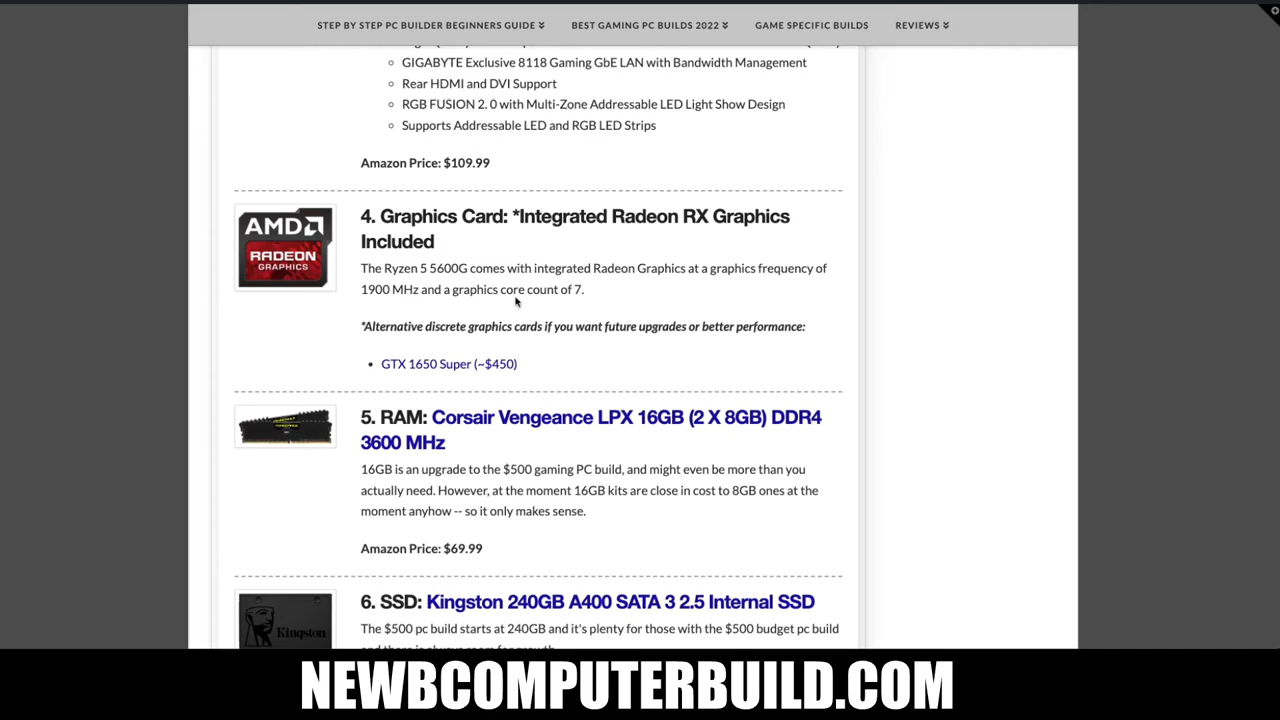 STEP BY STEP PC BUILDER BEGINNERS GUIDE BEST GAMING PC BUILDS 2022 GAME SPECIFIC BUILDS REVIEWS
GIGABYTE Exclusive 8118 Gaming GbE LAN with Bandwidth Management
Rear HDMI and DVI Support
RGB FUSION 2. 0 with Multi-Zone Addressable LED Light Show Design
Supports Addressable LED and RGB LED Strips
Amazon Price: $109.99
AMD
RADEON
GRAPHICS
4. Graphics Card: *Integrated Radeon RX Graphics
Included
The Ryzen 5 5600G comes with integrated Radeon Graphics at a graphics frequency of
1900 MHz and a graphics core count of 7.
*Alternative discrete graphics cards if you want future upgrades or better performance:
GTX 1650 Super (~$450)
5. RAM: Corsair Vengeance LPX 16GB (2 X 8GB) DDR4
3600 MHz
16GB is an upgrade to the $500 gaming PC build, and might even be more than you
actually need. However, at the moment 16GB kits are close in cost to 8GB ones at the
moment anyhow -- so it only makes sense.
Amazon Price: $69.99
Kingston
6. SSD: Kingston 240GB A400 SATA 3 2.5 Internal SSD
The $500 pc build starts at 240GB and it's plenty for those with the $500 budget pc build
NEWBCOMPUTERBUILD.COM